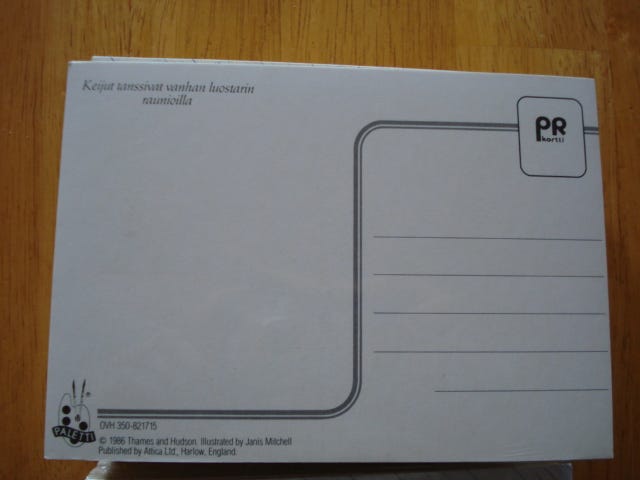 Keijut tanssivat vanhan luostarin
raunioilla
PR
kortti
PALETTI
®
OVH 350-821715
© 1986 Thames and Hudson. Illustrated by Janis Mitchell
Published by Attica Ltd., Harlow, England.